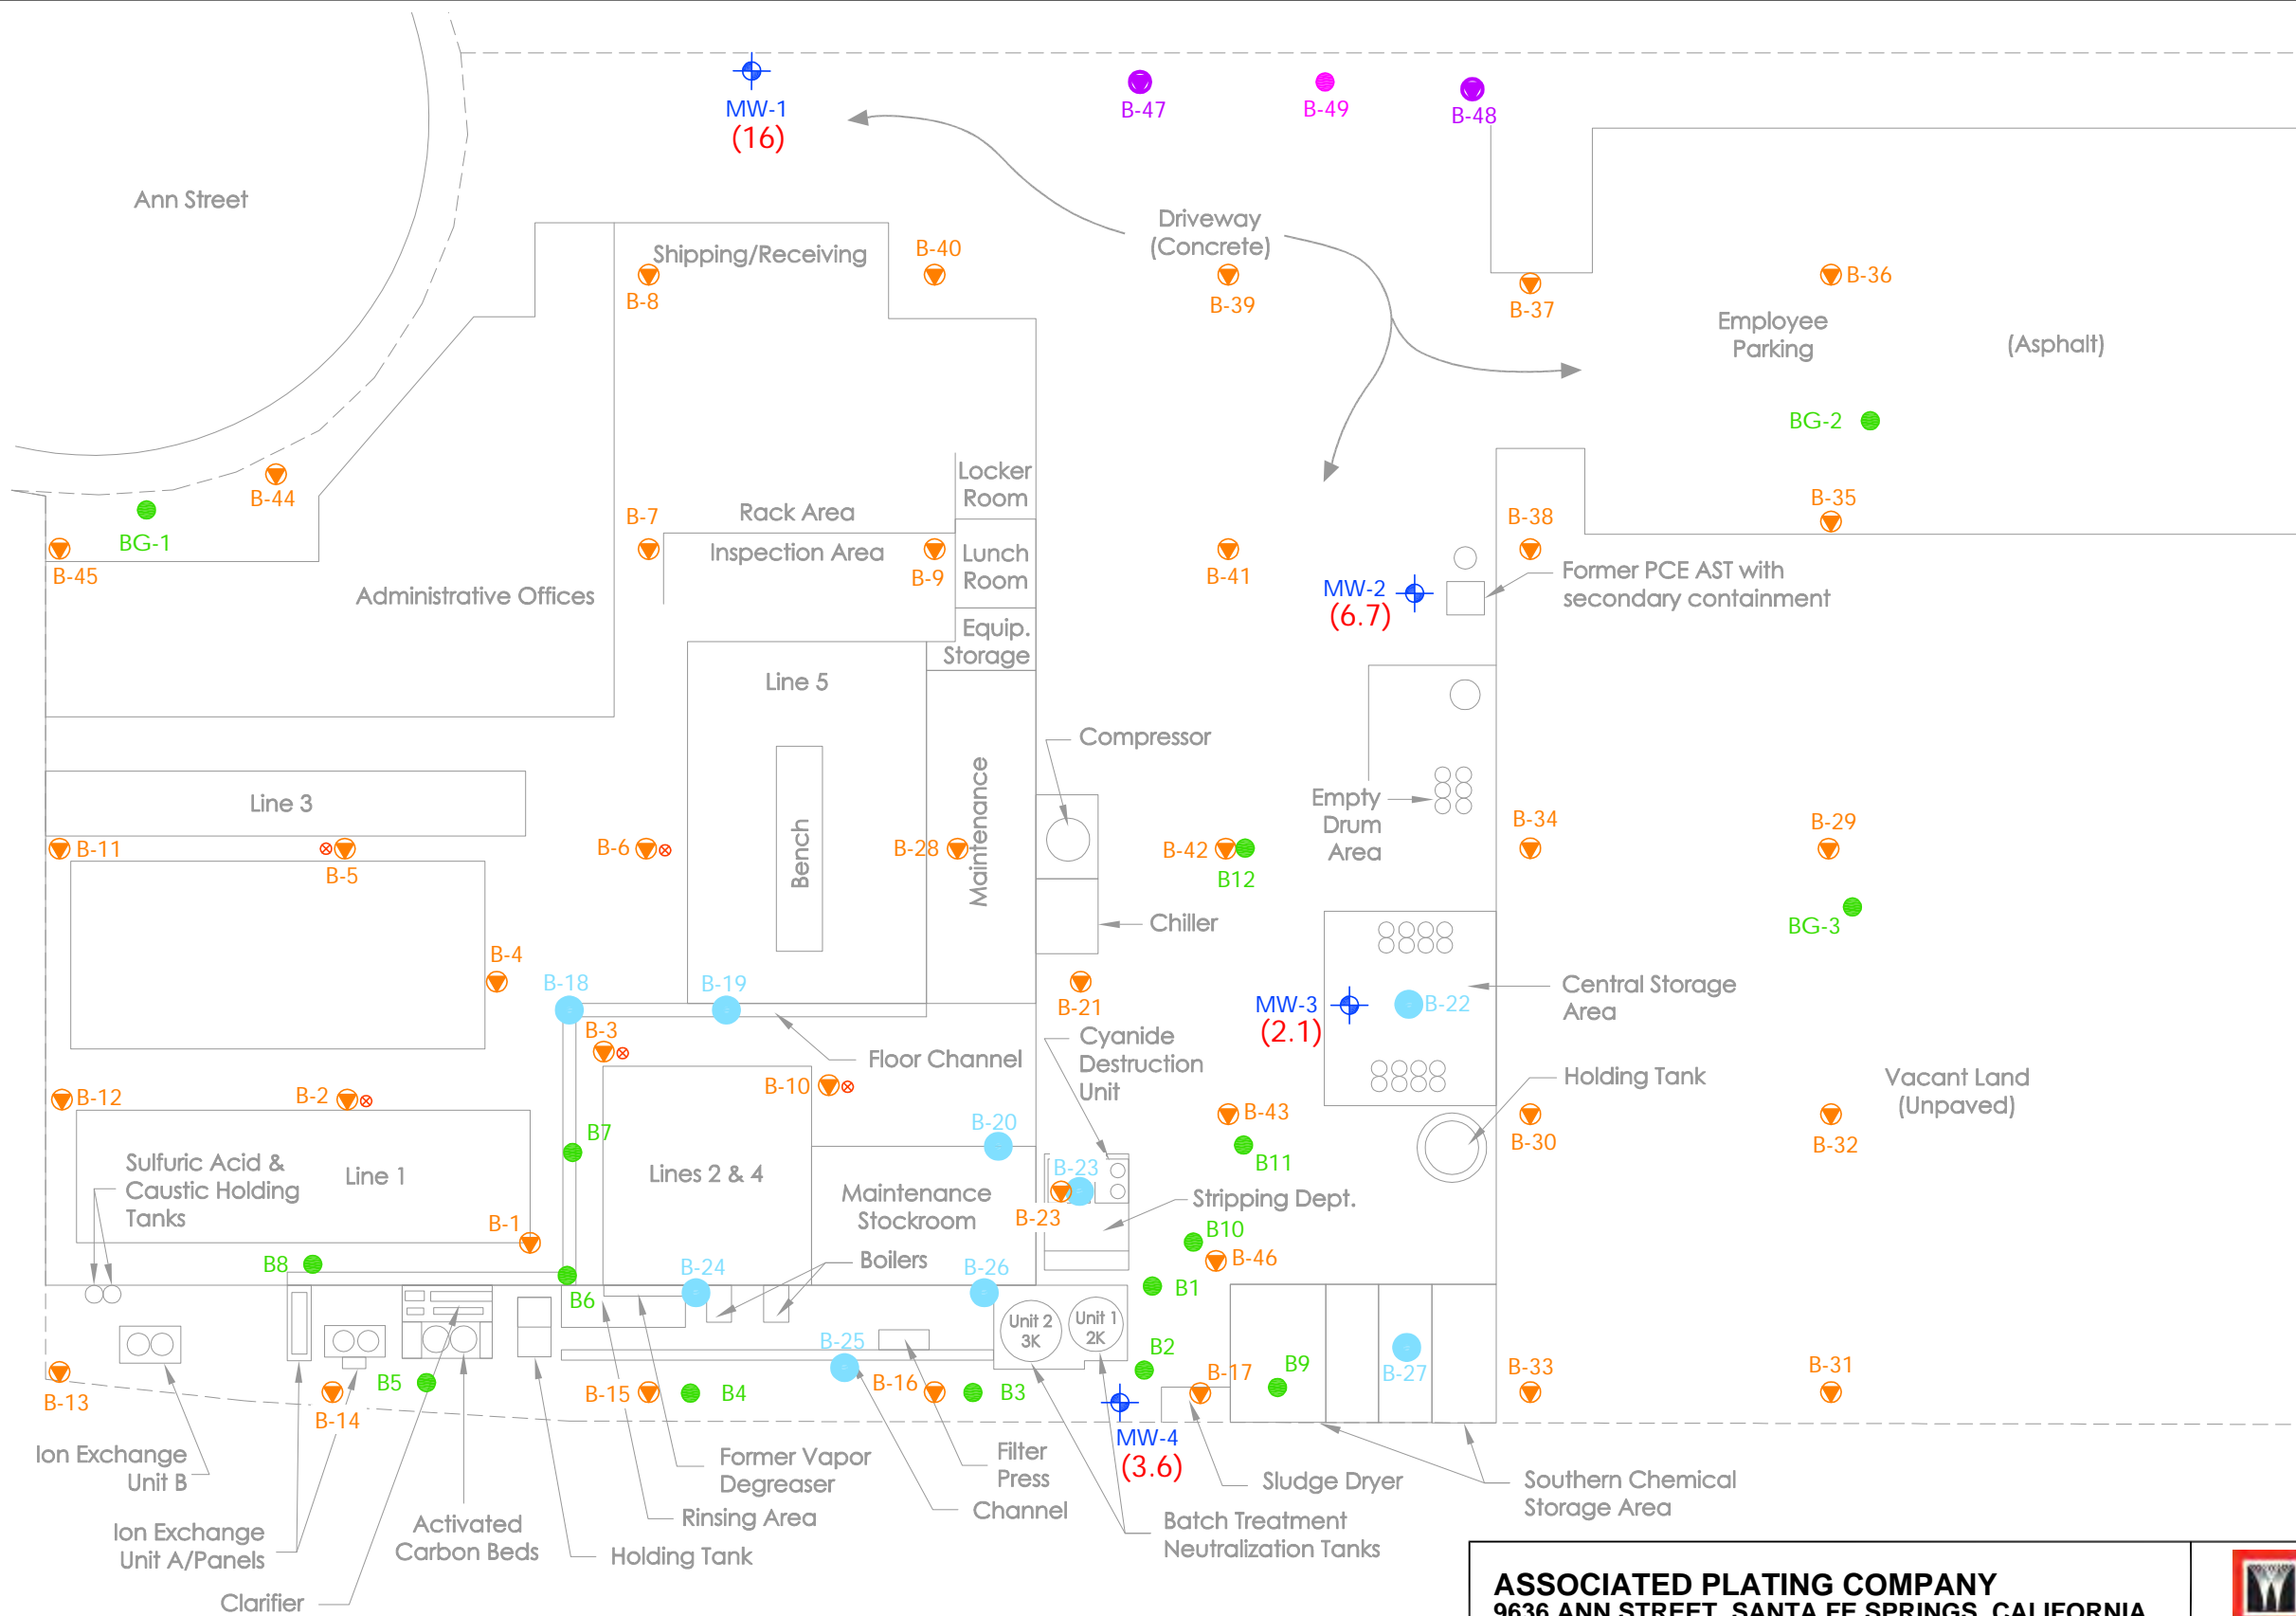 MW-1
(16)
B-47
B-49
B-48
Ann Street
Driveway
(Concrete)
Shipping/Receiving
B-8
B-40
B-39
B-37
B-36
Employee
Parking
(Asphalt)
BG-2
B-44
BG-1
B-45
Locker
Room
B-7
Rack Area
Inspection Area
B-9
Lunch
Room
B-41
B-38
B-35
Administrative Offices
MW-2
(6.7)
Former PCE AST with
secondary containment
Equip.
Storage
Line 5
Compressor
Line 3
Bench
Maintenance
Empty
Drum
Area
B-34
B-29
B-11
B-5
B-6
B-28
B-42
B12
Chiller
BG-3
B-4
B-18
B-19
B-21
MW-3
(2.1)
B-22
Central Storage
Area
B-3
Floor Channel
Cyanide
Destruction
Unit
B-10
Holding Tank
Vacant Land
(Unpaved)
B-12
B-2
B-43
B-30
B-32
B7
B-20
B11
Sulfuric Acid &
Caustic Holding
Tanks
Line 1
Lines 2 & 4
Maintenance
Stockroom
B-23
B-23
Stripping Dept.
B-1
B10
B-46
B8
Boilers
B6
B-24
B-26
B1
Unit 2
3K
Unit 1
2K
B-25
B2
B-27
B-13
B-14
B5
B-15
B4
B-16
B3
B-17
B9
B-33
B-31
MW-4
(3.6)
Ion Exchange
Unit B
Former Vapor
Degreaser
Filter
Press
Sludge Dryer
Southern Chemical
Storage Area
Ion Exchange
Unit A/Panels
Activated
Carbon Beds
Rinsing Area
Channel
Batch Treatment
Neutralization Tanks
Holding Tank
Clarifier
ASSOCIATED PLATING COMPANY
9636 ANN STREET, SANTA FE SPRINGS, CALIFORNIA
W